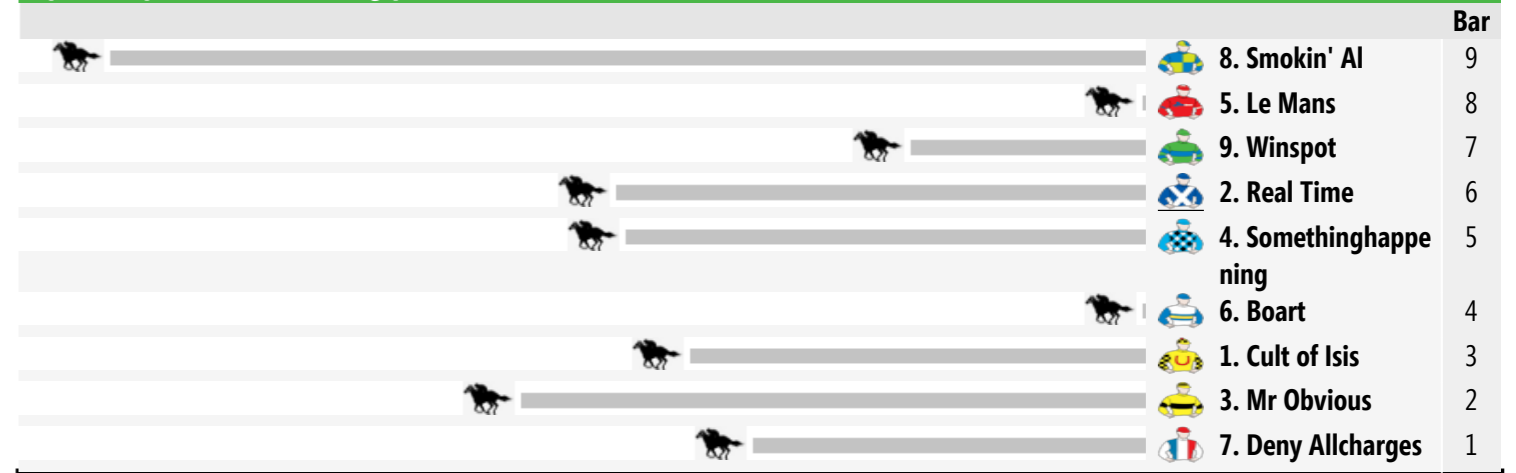 Bar
8. Smokin' Al 9
5. Le Mans 8
9. Winspot 7
2. Real Time 6
4. Somethinghappe 5
ning
6. Boart 4
1. Cult of Isis 3
3. Mr Obvious 2
7. Deny Allcharges 1